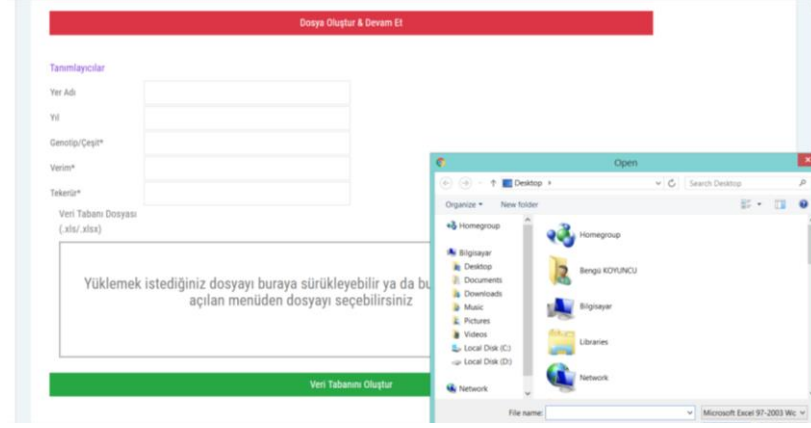 Dosya Oluştur & Devam Et
Tanımlayıcılar
Yer Adı
Yıl
Genotip/Çeşit*
Verim*
Tekerür*
Veri Tabanı Dosyası
(.xls/.xlsx)
Yüklemek istediğiniz dosyayı buraya sürükleyebilir ya da bu
açılan menüden dosyayı seçebilirsiniz
Veri Tabanını Oluştur
Open
Desktop
Search Desktop
Organize
New folder
Homegroup
Bilgisayar
Desktop
Documents
Downloads
Music
Pictures
Videos
Local Disk (C:)
Local Disk (D:)
Network
Homegroup
Bengü KOYUNCU
Bilgisayar
Libraries
Network
File name:
Microsoft Excel 97-2003 Wc